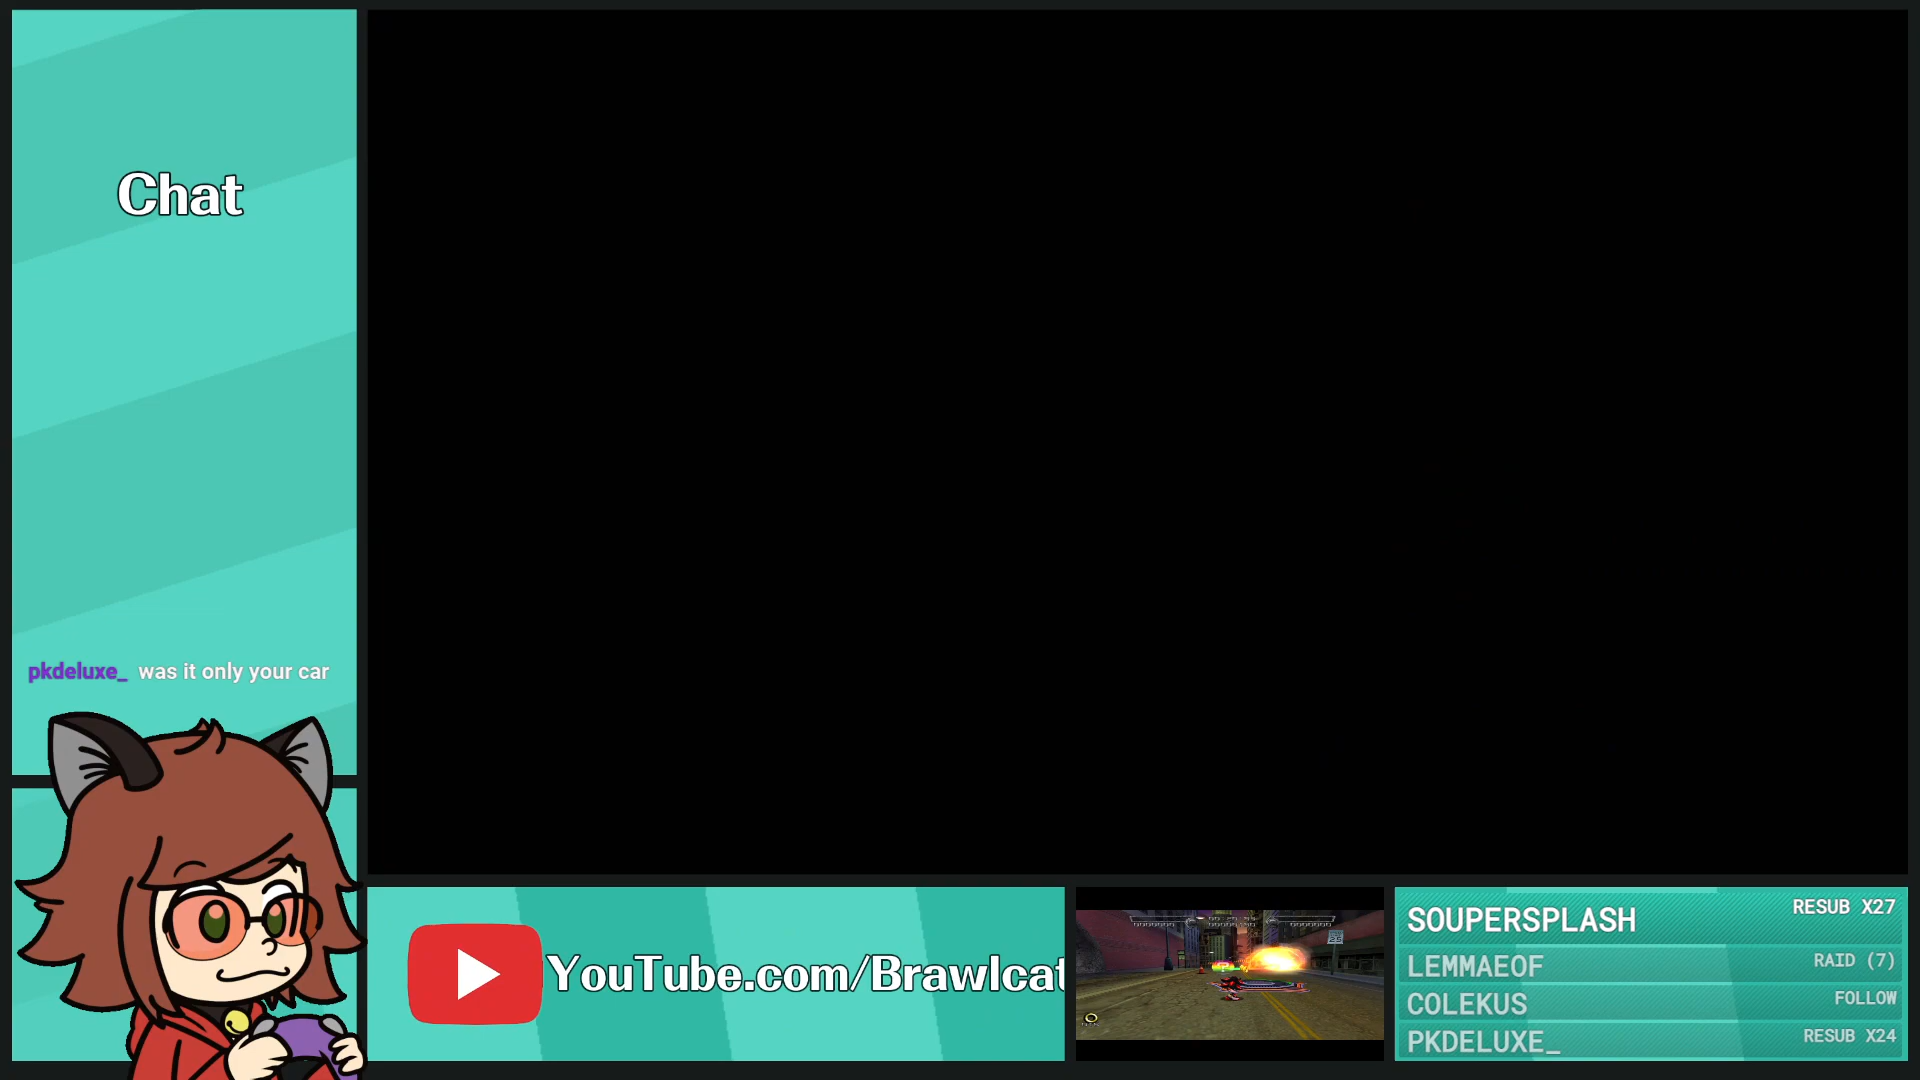 Chat
pkdeluxe_ was it only your car
YouTube.com/Brawlcat
SOUPERSPLASH RESUB X27
LEMMAEOF RAID (7)
COLEKUS FOLLOW
PKDELUXE_ RESUB X24